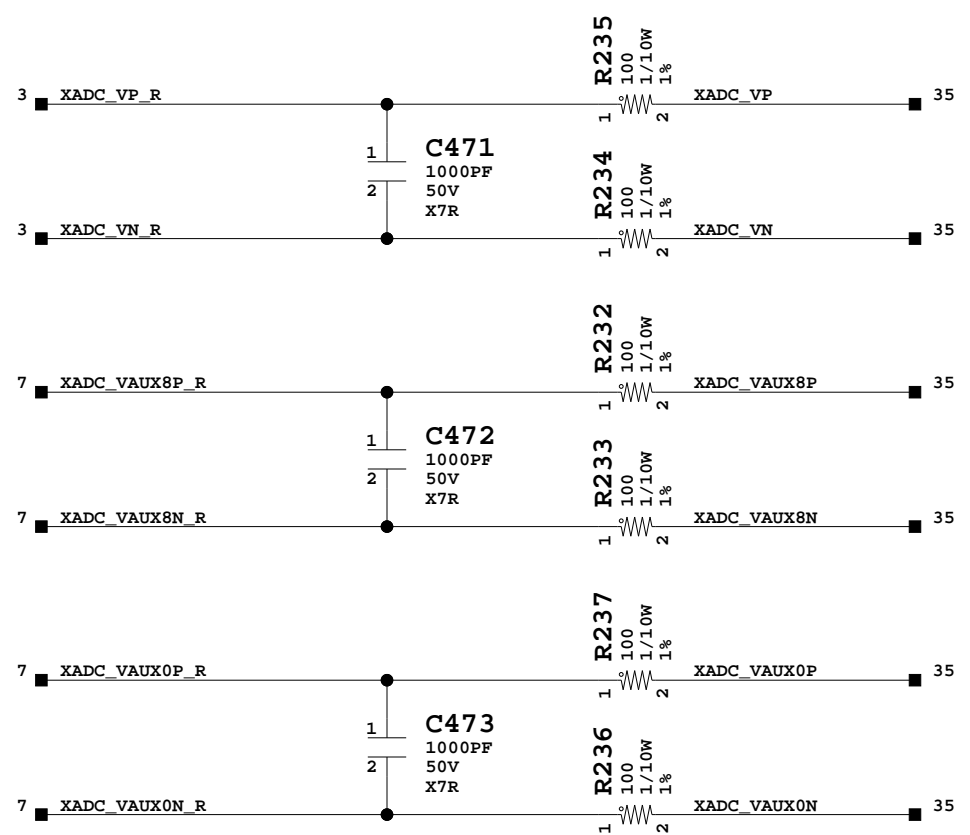 R235
100
1/10W
1%
3 XADC_VP_R
XADC_VP 35
1 2
1
C471
1000PF
2
50V
X7R
R234
100
1/10W
1%
3 XADC_VN_R
XADC_VN 35
1 2
R232
100
1/10W
1%
7 XADC_VAUX8P_R
XADC_VAUX8P 35
1 2
1
C472
1000PF
2
50V
X7R
R233
100
1/10W
1%
7 XADC_VAUX8N_R
XADC_VAUX8N 35
1 2
R237
100
1/10W
1%
7 XADC_VAUX0P_R
XADC_VAUX0P 35
1 2
1
C473
1000PF
2
50V
X7R
R236
100
1/10W
1%
7 XADC_VAUX0N_R
XADC_VAUX0N 35
1 2